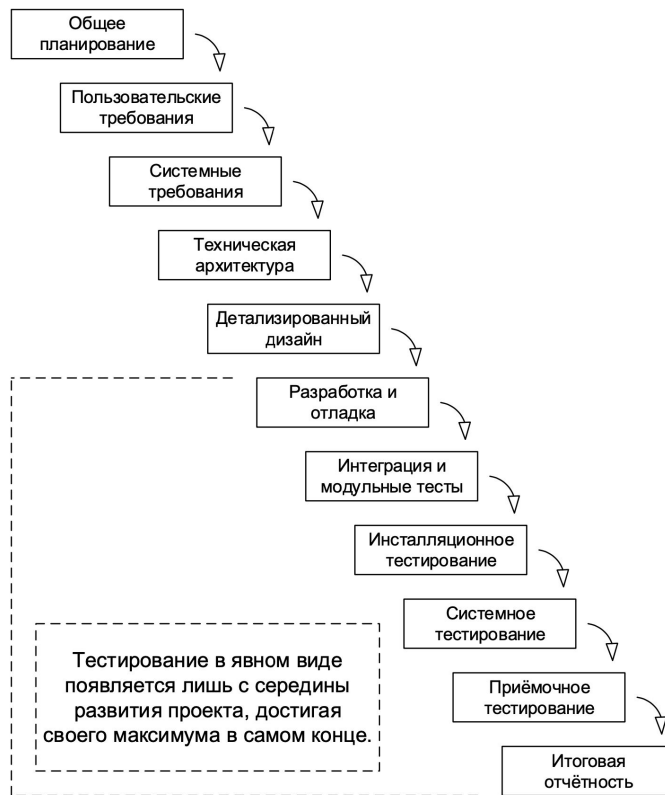 Общее
планирование
Пользовательские
требования
Системные
требования
Техническая
архитектура
Детализированный
дизайн
Разработка и
отладка
Интеграция и
модульные тесты
Инсталляционное
тестирование
Системное
тестирование
Тестирование в явном виде
появляется лишь с середины
развития проекта, достигая
своего максимума в самом конце.
Приёмочное
тестирование
Итоговая
отчётность